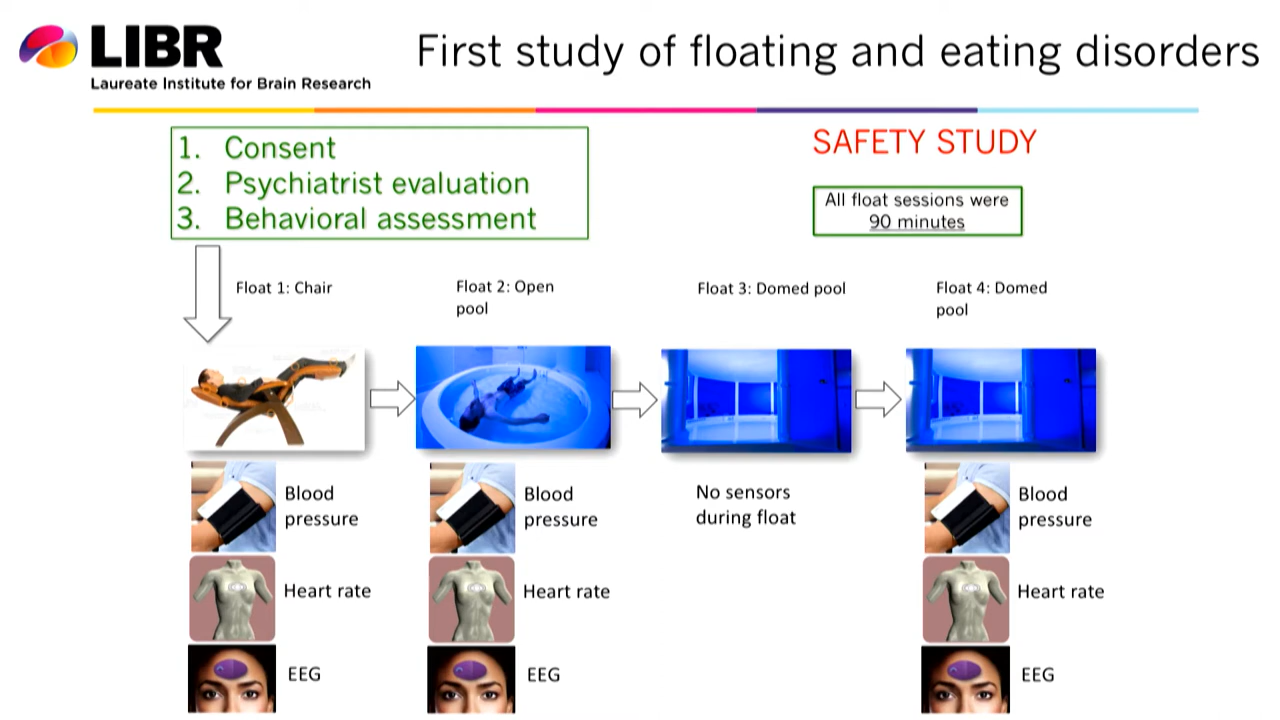 LIBR
Laureate Institute for Brain Research
First study of floating and eating disorders
1. Consent
2. Psychiatrist evaluation
3. Behavioral assessment
SAFETY STUDY
All float sessions were
90 minutes
Float 1: Chair
Float 2: Open
pool
Float 3: Domed pool
Float 4: Domed
pool
Blood
pressure
Blood
pressure
No sensors
during float
Blood
pressure
Heart rate
Heart rate
Heart rate
EEG
EEG
EEG